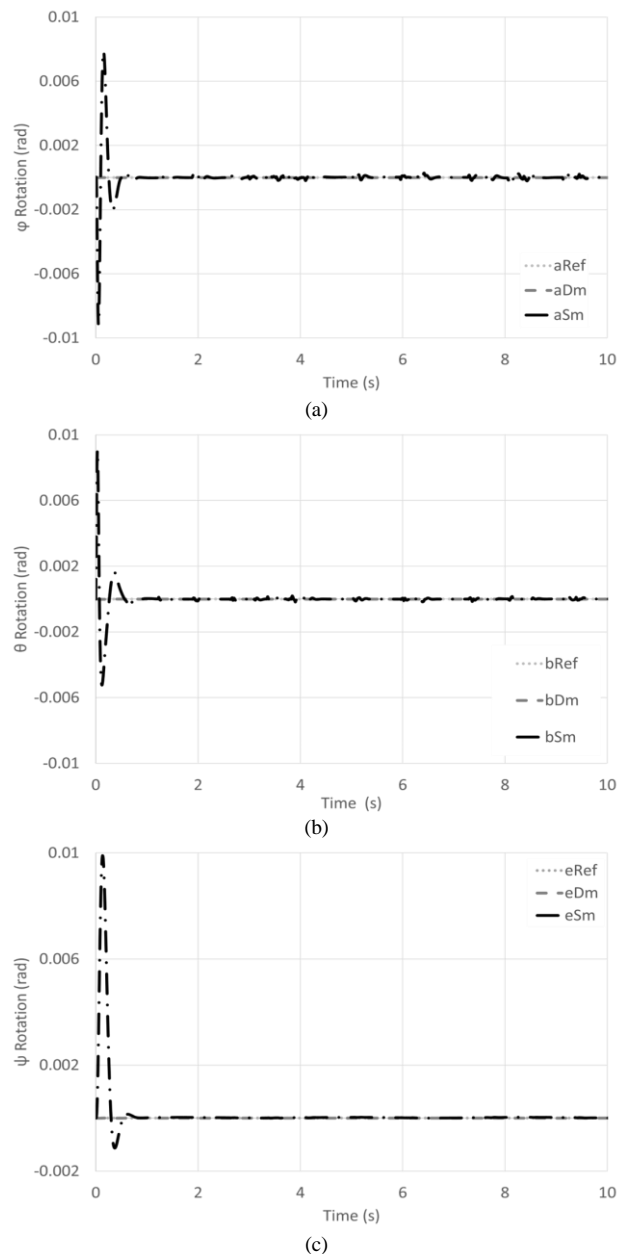 0.01
0.006
0.002
-0.002
-0.006
-0.01
φ Rotation (rad)
aRef
aDm
aSm
0 2 4 6 8 10
Time (s)
(a)
0.01
0.006
0.002
-0.002
-0.006
-0.01
θ Rotation (rad)
bRef
bDm
bSm
0 2 4 6 8 10
Time (s)
(b)
0.01
0.006
0.002
-0.002
ψ Rotation (rad)
eRef
eDm
eSm
0 2 4 6 8 10
Time (s)
(c)